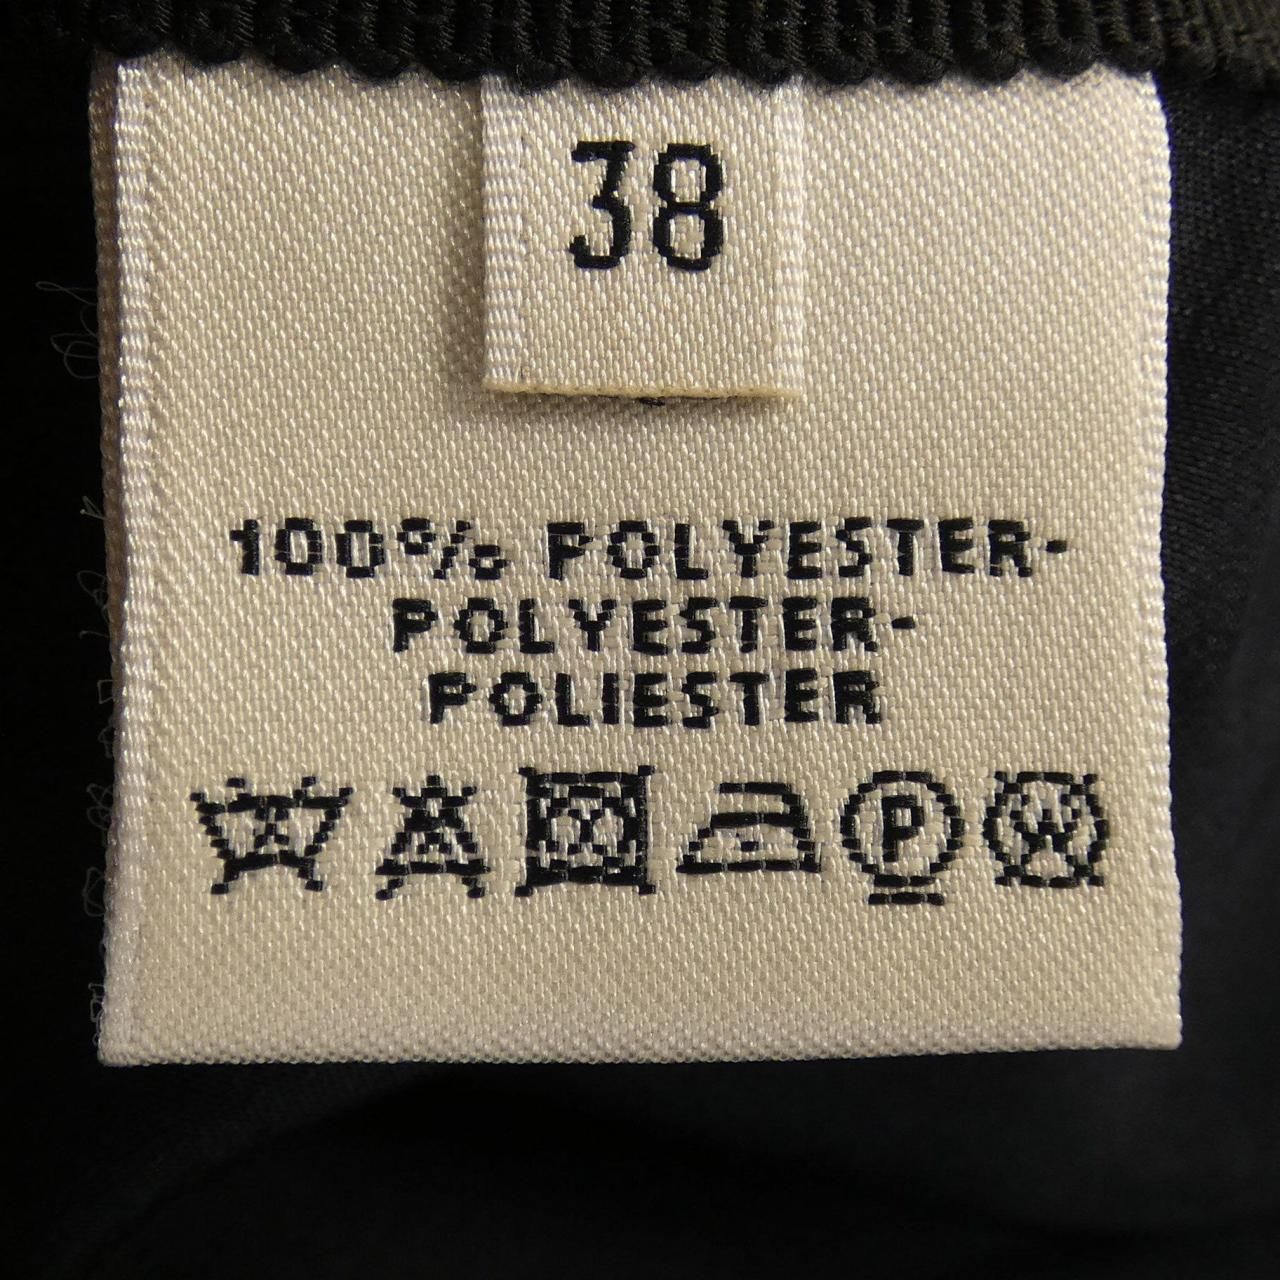 38
100% POLYESTER-
POLYESTER-
POLIESTER
P